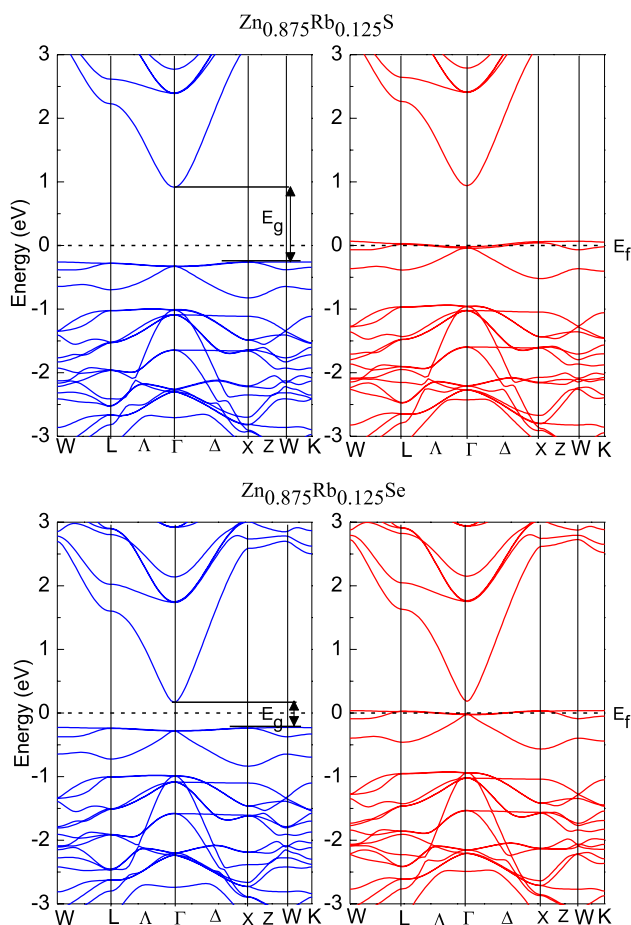 Zn0.875Rb0.125S
3
2
1
0
-1
-2
-3
Energy (eV)
Eg
W L Λ Γ Δ X Z W K
3
2
1
0
-1
-2
-3
Ef
W L Λ Γ Δ X Z W K
Zn0.875Rb0.125Se
3
2
1
0
-1
-2
-3
Energy (eV)
Eg
W L Λ Γ Δ X Z W K
3
2
1
0
-1
-2
-3
Ef
W L Λ Γ Δ X Z W K